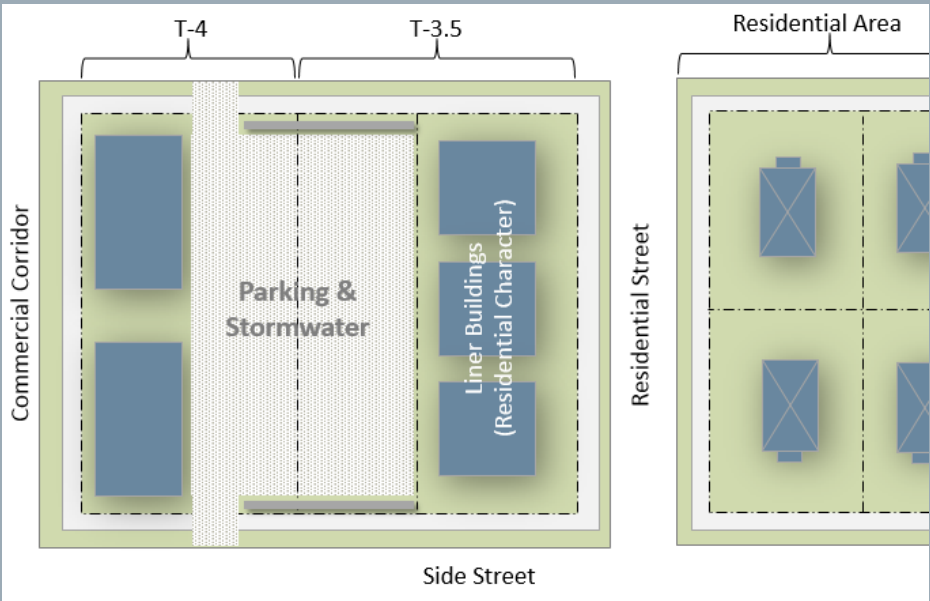 T-4
T-3.5
Residential Area
Commercial Corridor
Parking &
Stormwater
Liner Buildings
(Residential Character)
Residential Street
Side Street